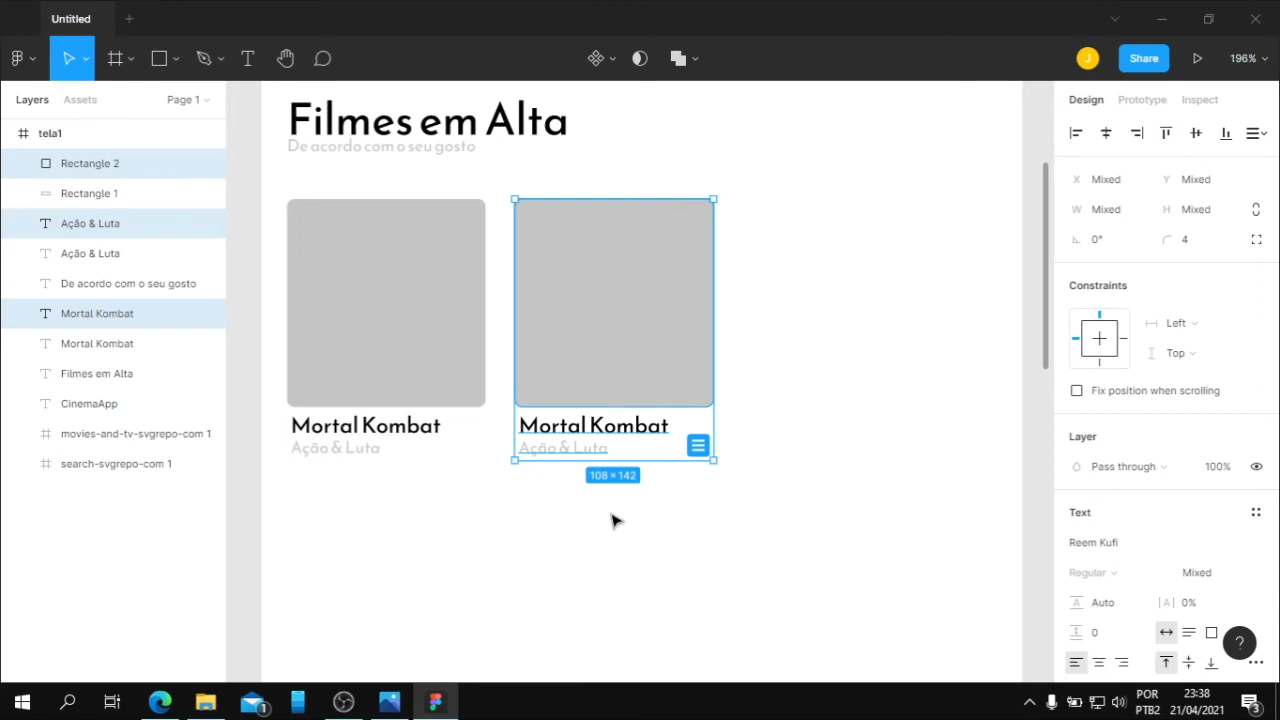 Untitled
Share
196%
Layers
Assets
Page 1
tela1
Rectangle 2
Rectangle 1
Ação & Luta
Ação & Luta
De acordo com o seu gosto
Mortal Kombat
Mortal Kombat
Filmes em Alta
CinemaApp
movies-and-tv-svgrepo-com 1
search-svgrepo-com 1
Filmes em Alta
De acordo com o seu gosto
Mortal Kombat
Ação & Luta
Mortal Kombat
Ação & Luta
108 × 142
J
Design
Prototype
Inspect
X Mixed
Y Mixed
W Mixed
H Mixed
0°
4
Constraints
Left
Top
Fix position when scrolling
Layer
Pass through
100%
Text
Reem Kufi
Regular
Mixed
A Auto
|A| 0%
0
?
1
POR
PTB2
23:38
21/04/2021
3